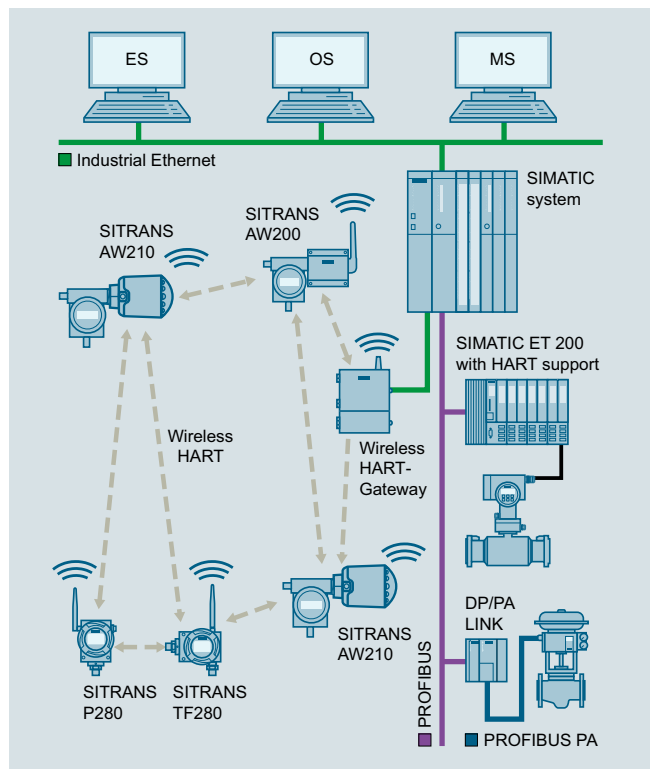 ES
OS
MS
Industrial Ethernet
SIMATIC
system
SITRANS
AW210
SITRANS
AW200
SIMATIC ET 200
with HART support
Wireless
HART
Wireless
HART-
Gateway
SITRANS
AW210
DP/PA
LINK
SITRANS
P280
SITRANS
TF280
PROFIBUS
PROFIBUS PA